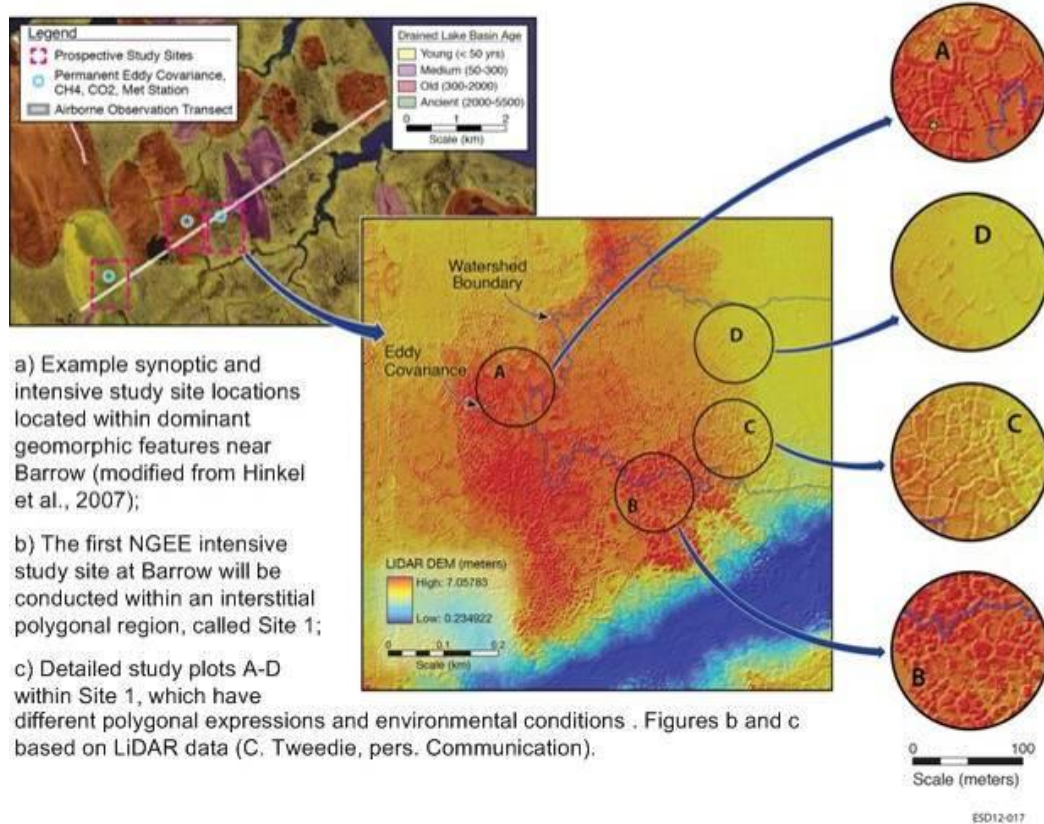 Legend
Prospective Study Sites
Permanent Eddy Covariance,
CH4, CO2, Met Station
Airborne Observation Transect
Drained Lake Basin Age
Young (< 50 yrs)
Medium (50-300)
Old (300-2000)
Ancient (2000-5500)
0 1 2
Scale (km)
A
D
C
B
0 100
Scale (meters)
Watershed
Boundary
Eddy
Covariance
A
D
C
B
LiDAR DEM (meters)
High: 7.05783
Low: 0.234922
0 0.1 0.2
Scale (km)
a) Example synoptic and
intensive study site locations
located within dominant
geomorphic features near
Barrow (modified from Hinkel
et al., 2007);
b) The first NGEE intensive
study site at Barrow will be
conducted within an interstitial
polygonal region, called Site 1;
c) Detailed study plots A-D
within Site 1, which have
different polygonal expressions and environmental conditions . Figures b and c
based on LiDAR data (C. Tweedie, pers. Communication).
ESD12-017